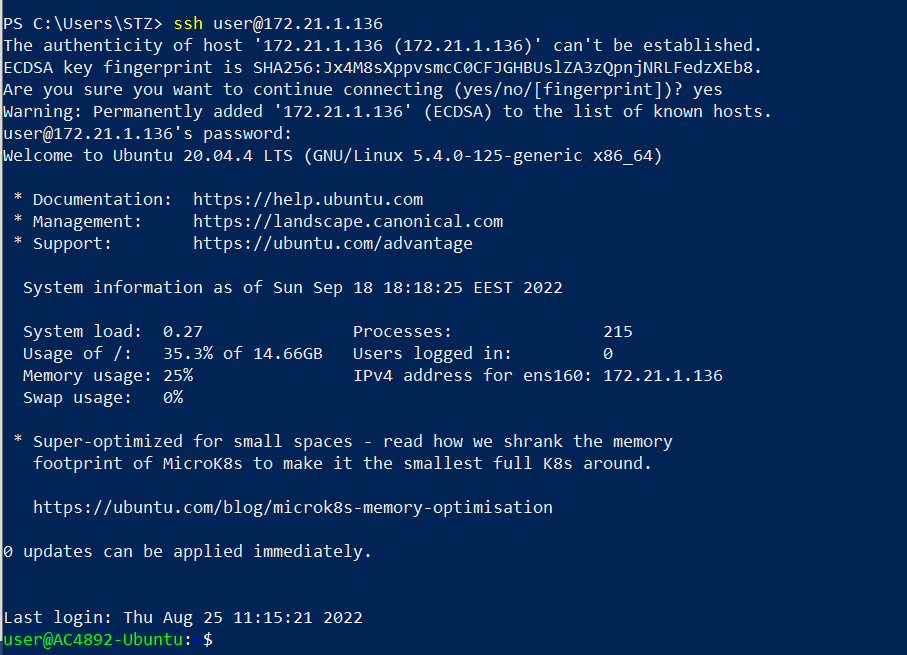 PS C:\Users\STZ> ssh user@172.21.1.136
The authenticity of host '172.21.1.136 (172.21.1.136)' can't be established.
ECDSA key fingerprint is SHA256:Jx4M8sXppvsmcC0CFJGHBUslZA3zQpnjNRLFedzXEb8.
Are you sure you want to continue connecting (yes/no/[fingerprint])? yes
Warning: Permanently added '172.21.1.136' (ECDSA) to the list of known hosts.
user@172.21.1.136's password:
Welcome to Ubuntu 20.04.4 LTS (GNU/Linux 5.4.0-125-generic x86_64)

 * Documentation:  https://help.ubuntu.com
 * Management:     https://landscape.canonical.com
 * Support:        https://ubuntu.com/advantage

  System information as of Sun Sep 18 18:18:25 EEST 2022

  System load:  0.27               Processes:               215
  Usage of /:   35.3% of 14.66GB   Users logged in:         0
  Memory usage: 25%                IPv4 address for ens160: 172.21.1.136
  Swap usage:   0%

 * Super-optimized for small spaces - read how we shrank the memory
   footprint of MicroK8s to make it the smallest full K8s around.

   https://ubuntu.com/blog/microk8s-memory-optimisation

0 updates can be applied immediately.


Last login: Thu Aug 25 11:15:21 2022
user@AC4892-Ubuntu: $